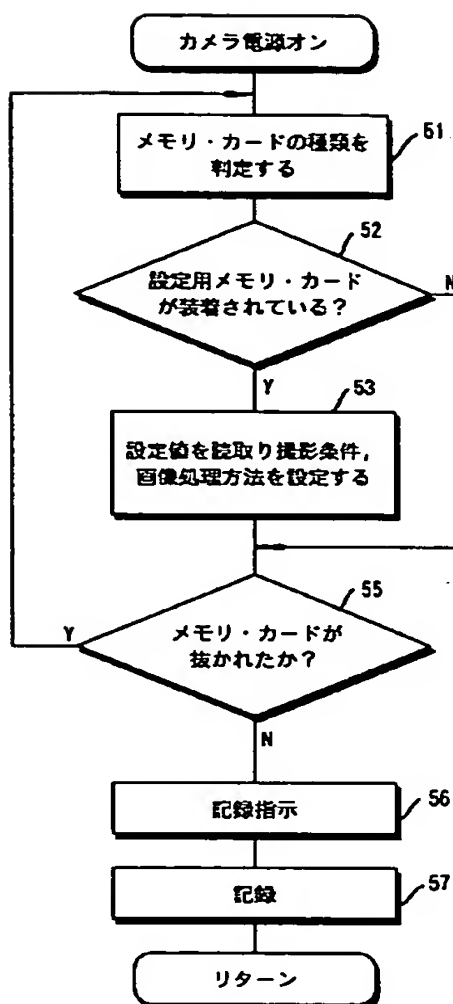 カメラ電源オン
メモリ・カードの種類を
判定する
51
52
設定用メモリ・カード
が装着されている?
N
Y
53
設定値を読取り撮影条件,
画像処理方法を設定する
55
Y
メモリ・カードが
抜かれたか?
N
記録指示
56
記録
57
リターン